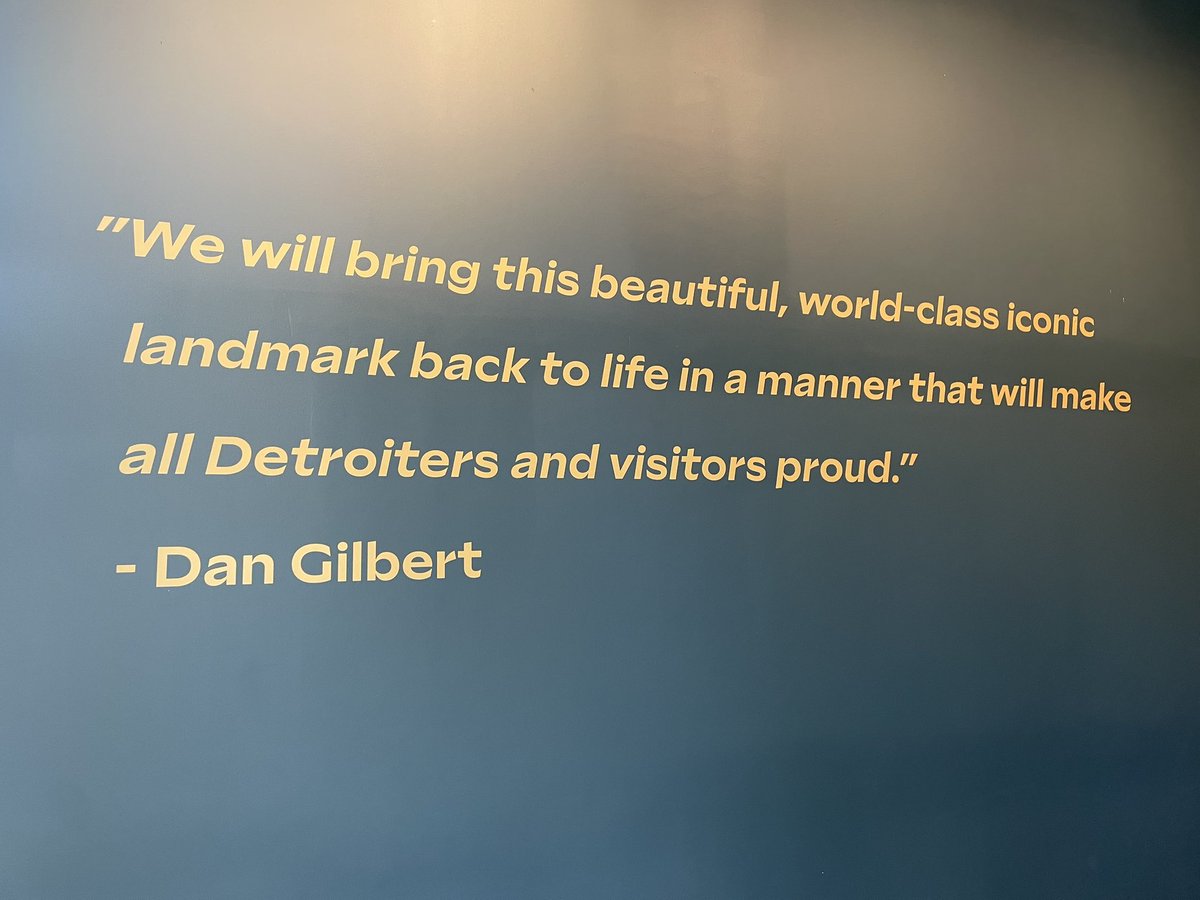 "We will bring this beautiful, world-class iconic
landmark back to life in a manner that will make
all Detroiters and visitors proud."
- Dan Gilbert